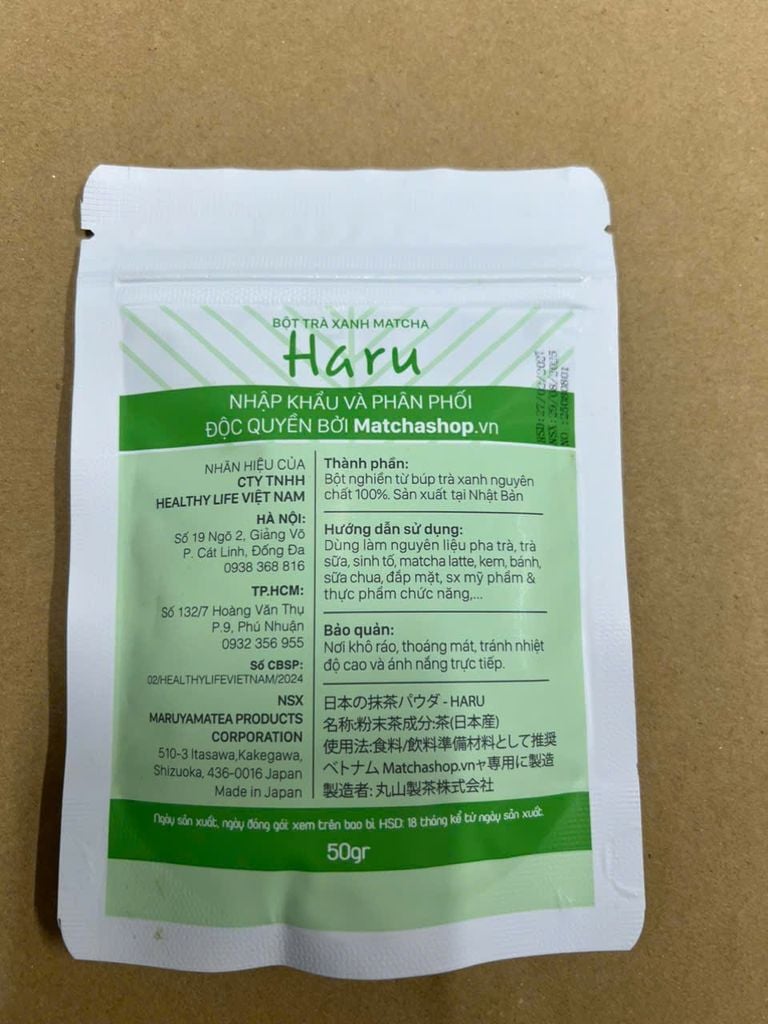 BỘT TRÀ XANH MATCHA
Haru
HSD:27/02/2027
NSX:29/08/2025
NO :250
NHẬP KHẨU VÀ PHÂN PHỐI
ĐỘC QUYỀN BỞI Matchashop.vn
NHÃN HIỆU CỦA
CTY TNHH
HEALTHY LIFE VIỆT NAM
HÀ NỘI:
Số 19 Ngõ 2, Giảng Võ
P. Cát Linh, Đống Đa
0938 368 816
TP.HCM:
Số 132/7 Hoàng Văn Thụ
P.9, Phú Nhuận
0932 356 955
Số CBSP:
02/HEALTHYLIFEVIETNAM/2024
NSX
MARUYAMATEA PRODUCTS
CORPORATION
510-3 Itasawa,Kakegawa,
Shizuoka, 436-0016 Japan
Made in Japan
Thành phần:
Bột nghiền từ búp trà xanh nguyên
chất 100%. Sản xuất tại Nhật Bản
Hướng dẫn sử dụng:
Dùng làm nguyên liệu pha trà, trà
sữa, sinh tố, matcha latte, kem, bánh,
sữa chua, đắp mặt, sx mỹ phẩm &
thực phẩm chức năng,...
Bảo quản:
Nơi khô ráo, thoáng mát, tránh nhiệt
độ cao và ánh nắng trực tiếp.
日本の抹茶パウダ - HARU
名称:粉末茶成分:茶(日本産)
使用法:食料/飲料準備材料として推奨
ベトナム Matchashop.vnヤ専用に製造
製造者: 丸山製茶株式会社
Ngày sản xuất, ngày đóng gói: xem trên bao bì. HSD: 18 tháng kể từ ngày sản xuất.
50gr